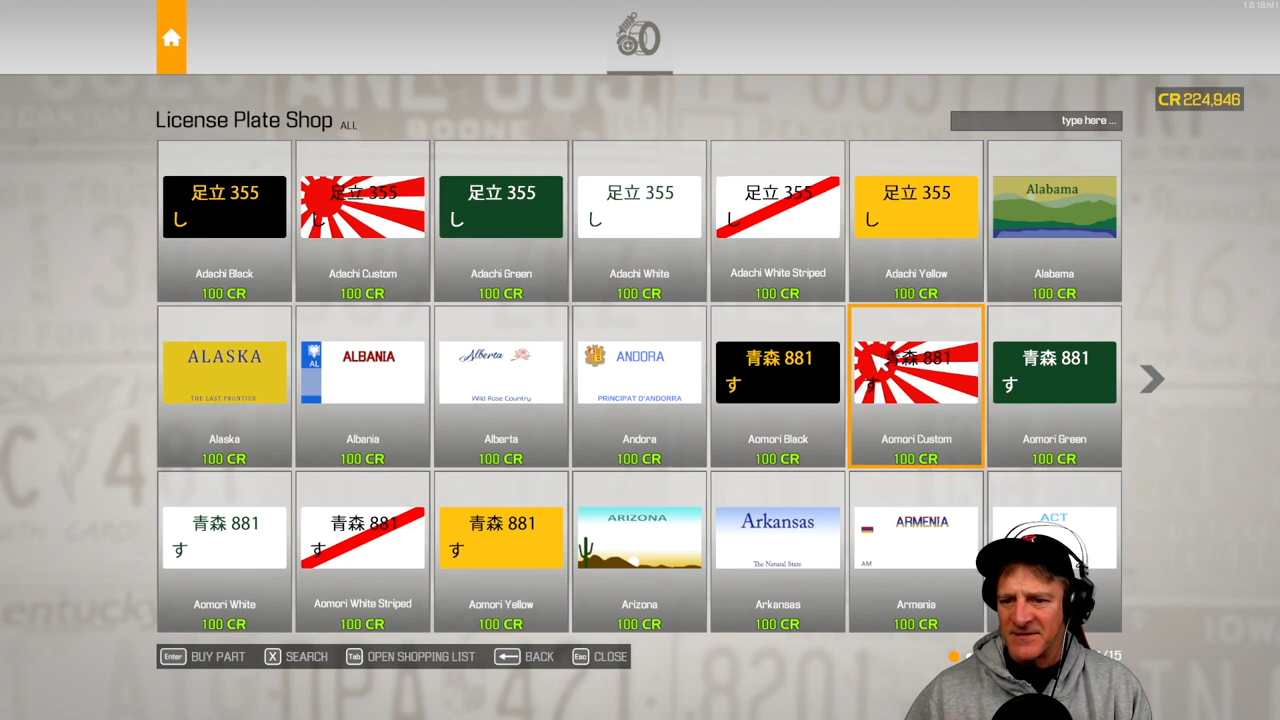 1.0.18.hf1
CR 224,946
License Plate Shop ALL
type here ...
足立 355
し
Adachi Black
100 CR
足立 355
し
Adachi Custom
100 CR
足立 355
し
Adachi Green
100 CR
足立 355
し
Adachi White
100 CR
足立 355
し
Adachi White Striped
100 CR
足立 355
し
Adachi Yellow
100 CR
Alabama
Alabama
100 CR
ALASKA
THE LAST FRONTIER
Alaska
100 CR
ALBANIA
AL
Albania
100 CR
Alberta
Wild Rose Country
Alberta
100 CR
ANDORA
PRINCIPAT D'ANDORRA
Andora
100 CR
青森 881
す
Aomori Black
100 CR
青森 881
す
Aomori Custom
100 CR
青森 881
す
Aomori Green
100 CR
青森 881
す
Aomori White
100 CR
青森 881
す
Aomori White Striped
100 CR
青森 881
す
Aomori Yellow
100 CR
ARIZONA
Arizona
100 CR
Arkansas
The Natural State
Arkansas
100 CR
ARMENIA
AM
Armenia
100 CR
ACT
Enter BUY PART X SEARCH Tab OPEN SHOPPING LIST BACK Esc CLOSE
/15